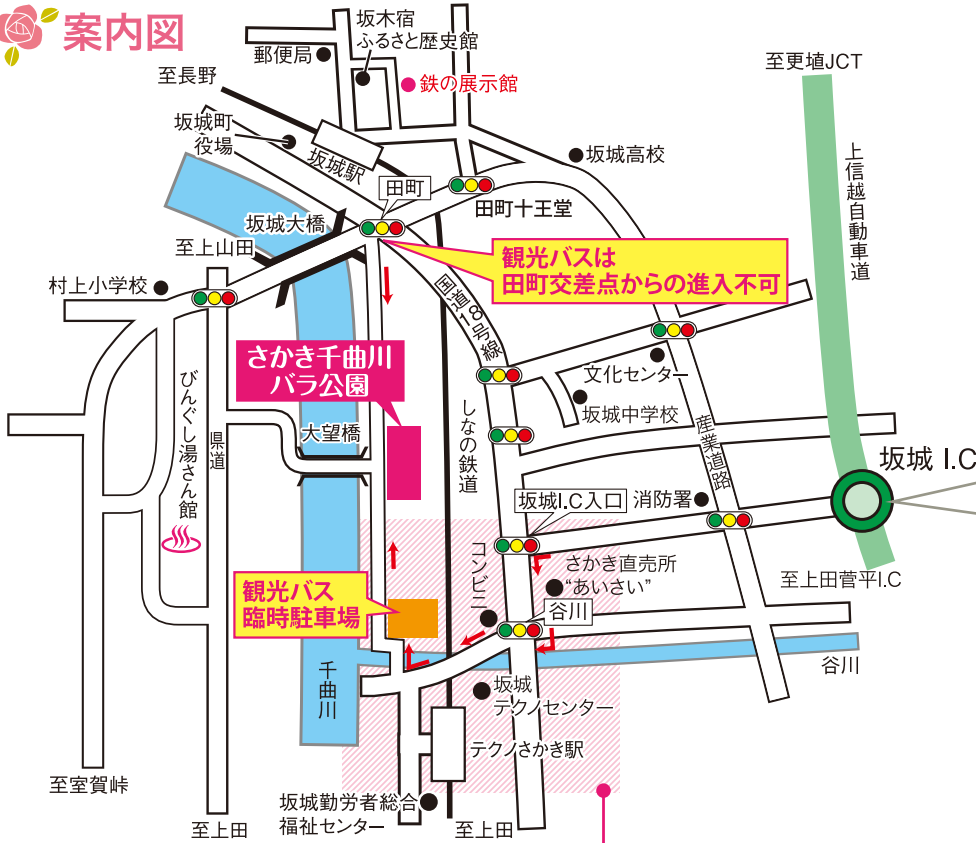 案内図
坂木宿
ふるさと歴史館
郵便局
至長野
鉄の展示館
至更埴JCT
坂城町
役場
坂城駅
坂城高校
田町
田町十王堂
上信越自動車道
坂城大橋
至上山田
観光バスは
田町交差点からの進入不可
村上小学校
国道18号線
さかき千曲川
バラ公園
文化センター
坂城中学校
びんぐし湯さん館
県道
大望橋
しなの鉄道
産業道路
坂城 I.C
坂城I.C入口
消防署
コンビニ
さかき直売所
“あいさい”
至上田菅平I.C
観光バス
臨時駐車場
谷川
谷川
千曲川
坂城
テクノセンター
テクノさかき駅
至室賀峠
坂城勤労者総合
福祉センター
至上田
至上田